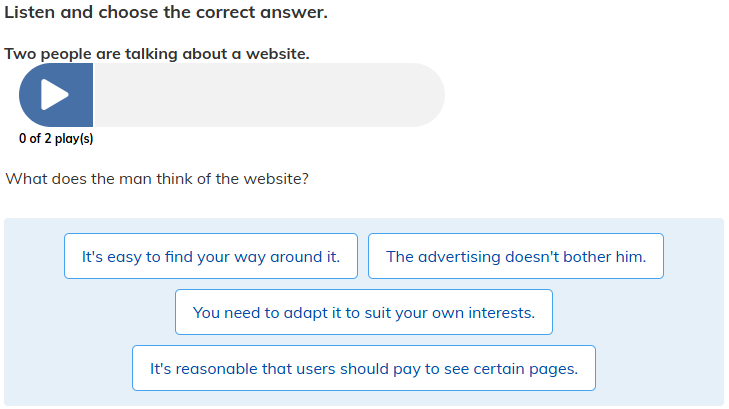 Listen and choose the correct answer.
Two people are talking about a website.
0 of 2 play(s)
What does the man think of the website?
It's easy to find your way around it.
The advertising doesn't bother him.
You need to adapt it to suit your own interests.
It's reasonable that users should pay to see certain pages.